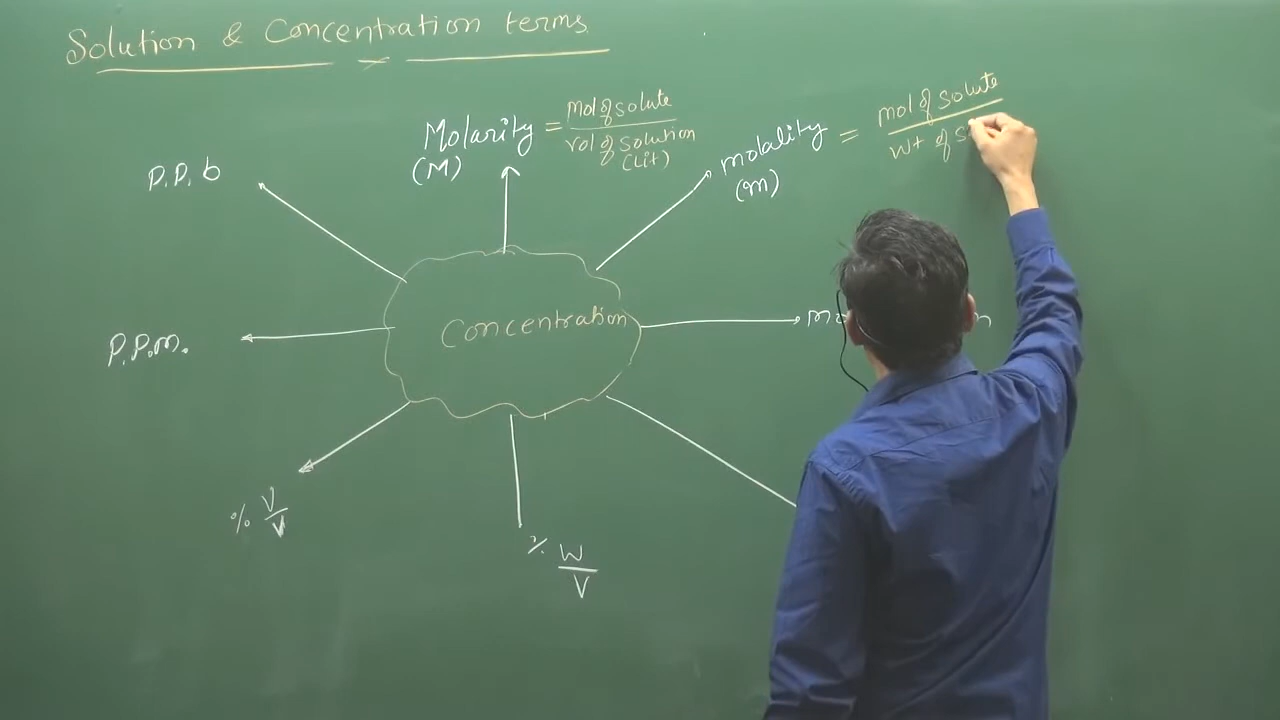 Solution & Concentration terms
Molarity = Mol of solute / vol of solution (Lit)
(M)
molality = mol of solute / wt of
(m)
P.P.b
Concentration
P.P.m.
% V/V
% W/V